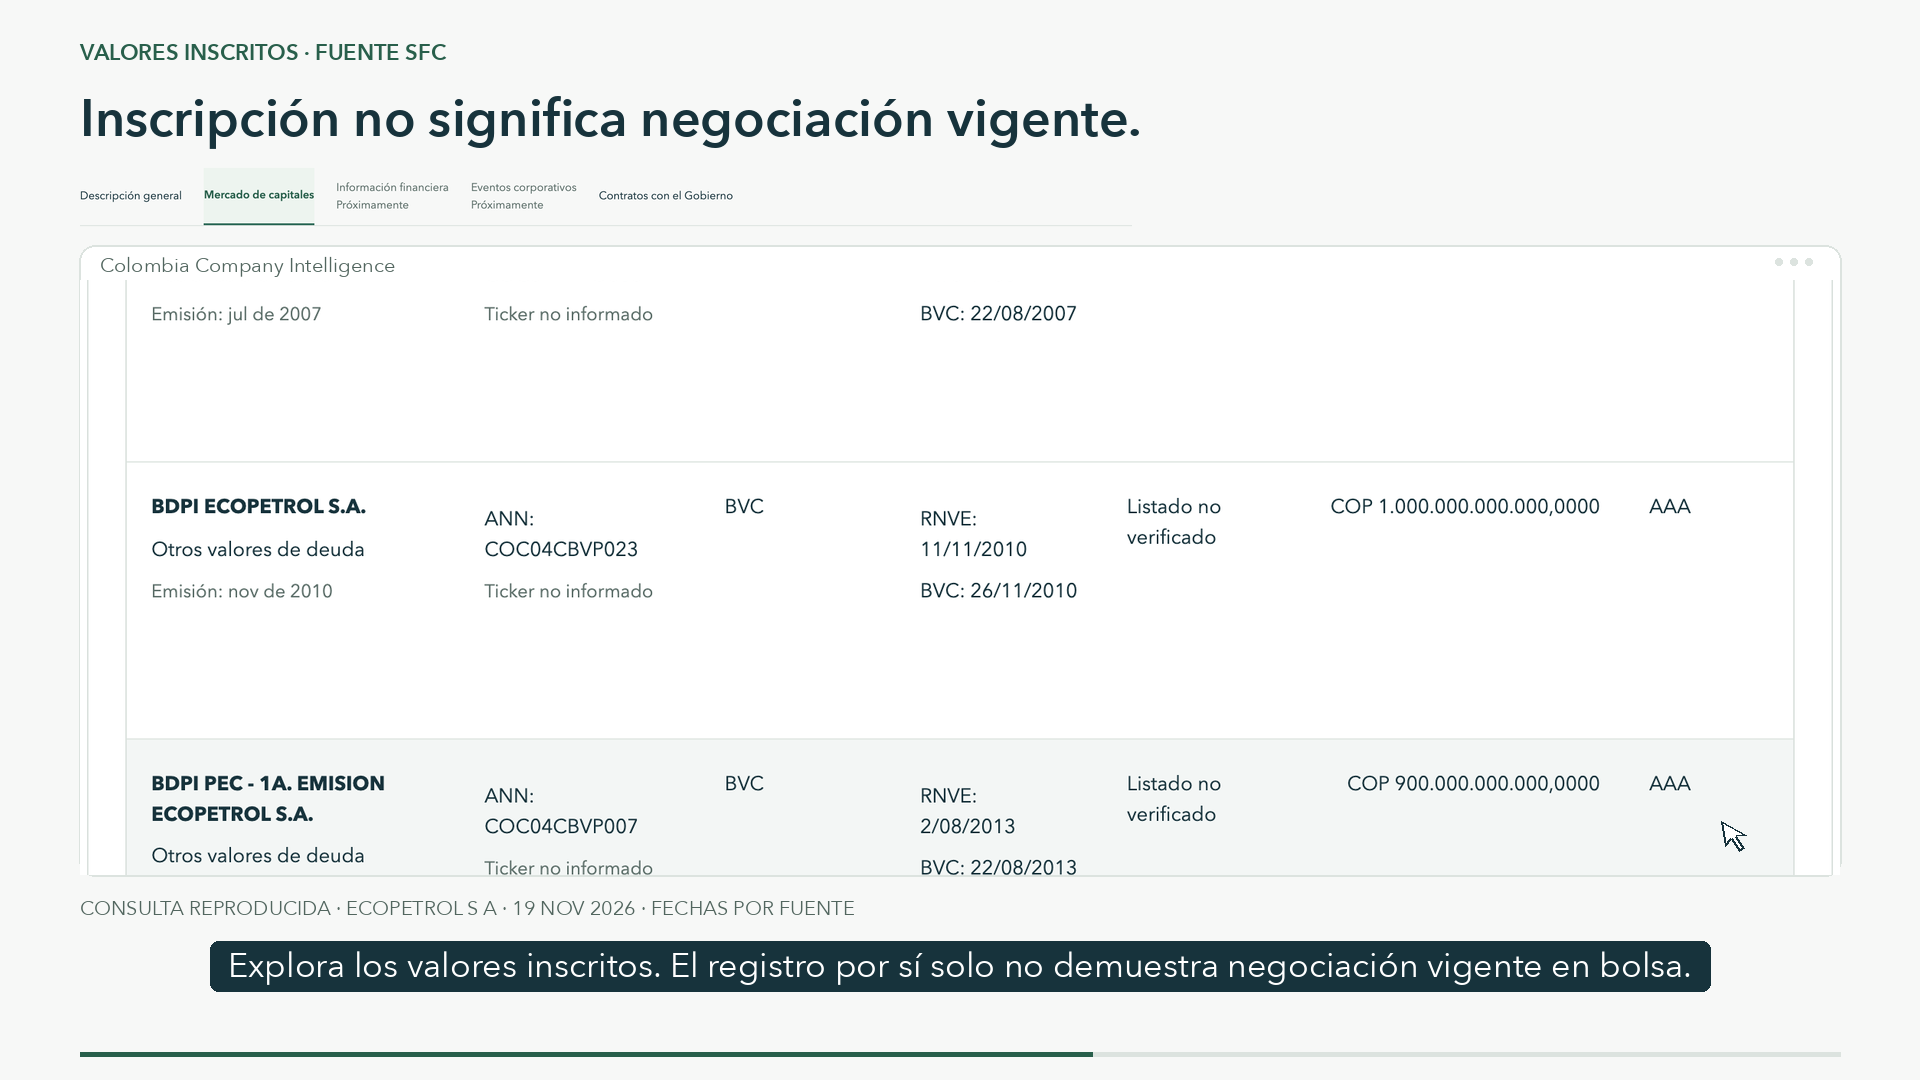 VALORES INSCRITOS · FUENTE SFC
Inscripción no significa negociación vigente.
Descripción general
Mercado de capitales
Información financiera
Próximamente
Eventos corporativos
Próximamente
Contratos con el Gobierno
Colombia Company Intelligence
Emisión: jul de 2007
Ticker no informado
BVC: 22/08/2007
BDPI ECOPETROL S.A.
Otros valores de deuda
Emisión: nov de 2010
ANN:
COC04CBVP023
Ticker no informado
BVC
RNVE:
11/11/2010
BVC: 26/11/2010
Listado no
verificado
COP 1.000.000.000.000,0000
AAA
BDPI PEC - 1A. EMISION
ECOPETROL S.A.
Otros valores de deuda
ANN:
COC04CBVP007
Ticker no informado
BVC
RNVE:
2/08/2013
BVC: 22/08/2013
Listado no
verificado
COP 900.000.000.000,0000
AAA
CONSULTA REPRODUCIDA · ECOPETROL S A · 19 NOV 2026 · FECHAS POR FUENTE
Explora los valores inscritos. El registro por sí solo no demuestra negociación vigente en bolsa.